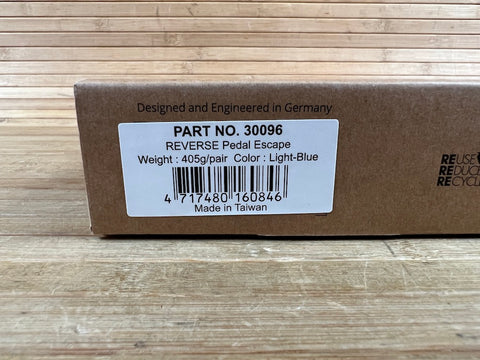 Designed and Engineered in Germany
PART NO. 30096
REVERSE Pedal Escape
Weight : 405g/pair Color : Light-Blue
4 717480 160846
Made in Taiwan
REUSE
REDUCE
RECYCLE